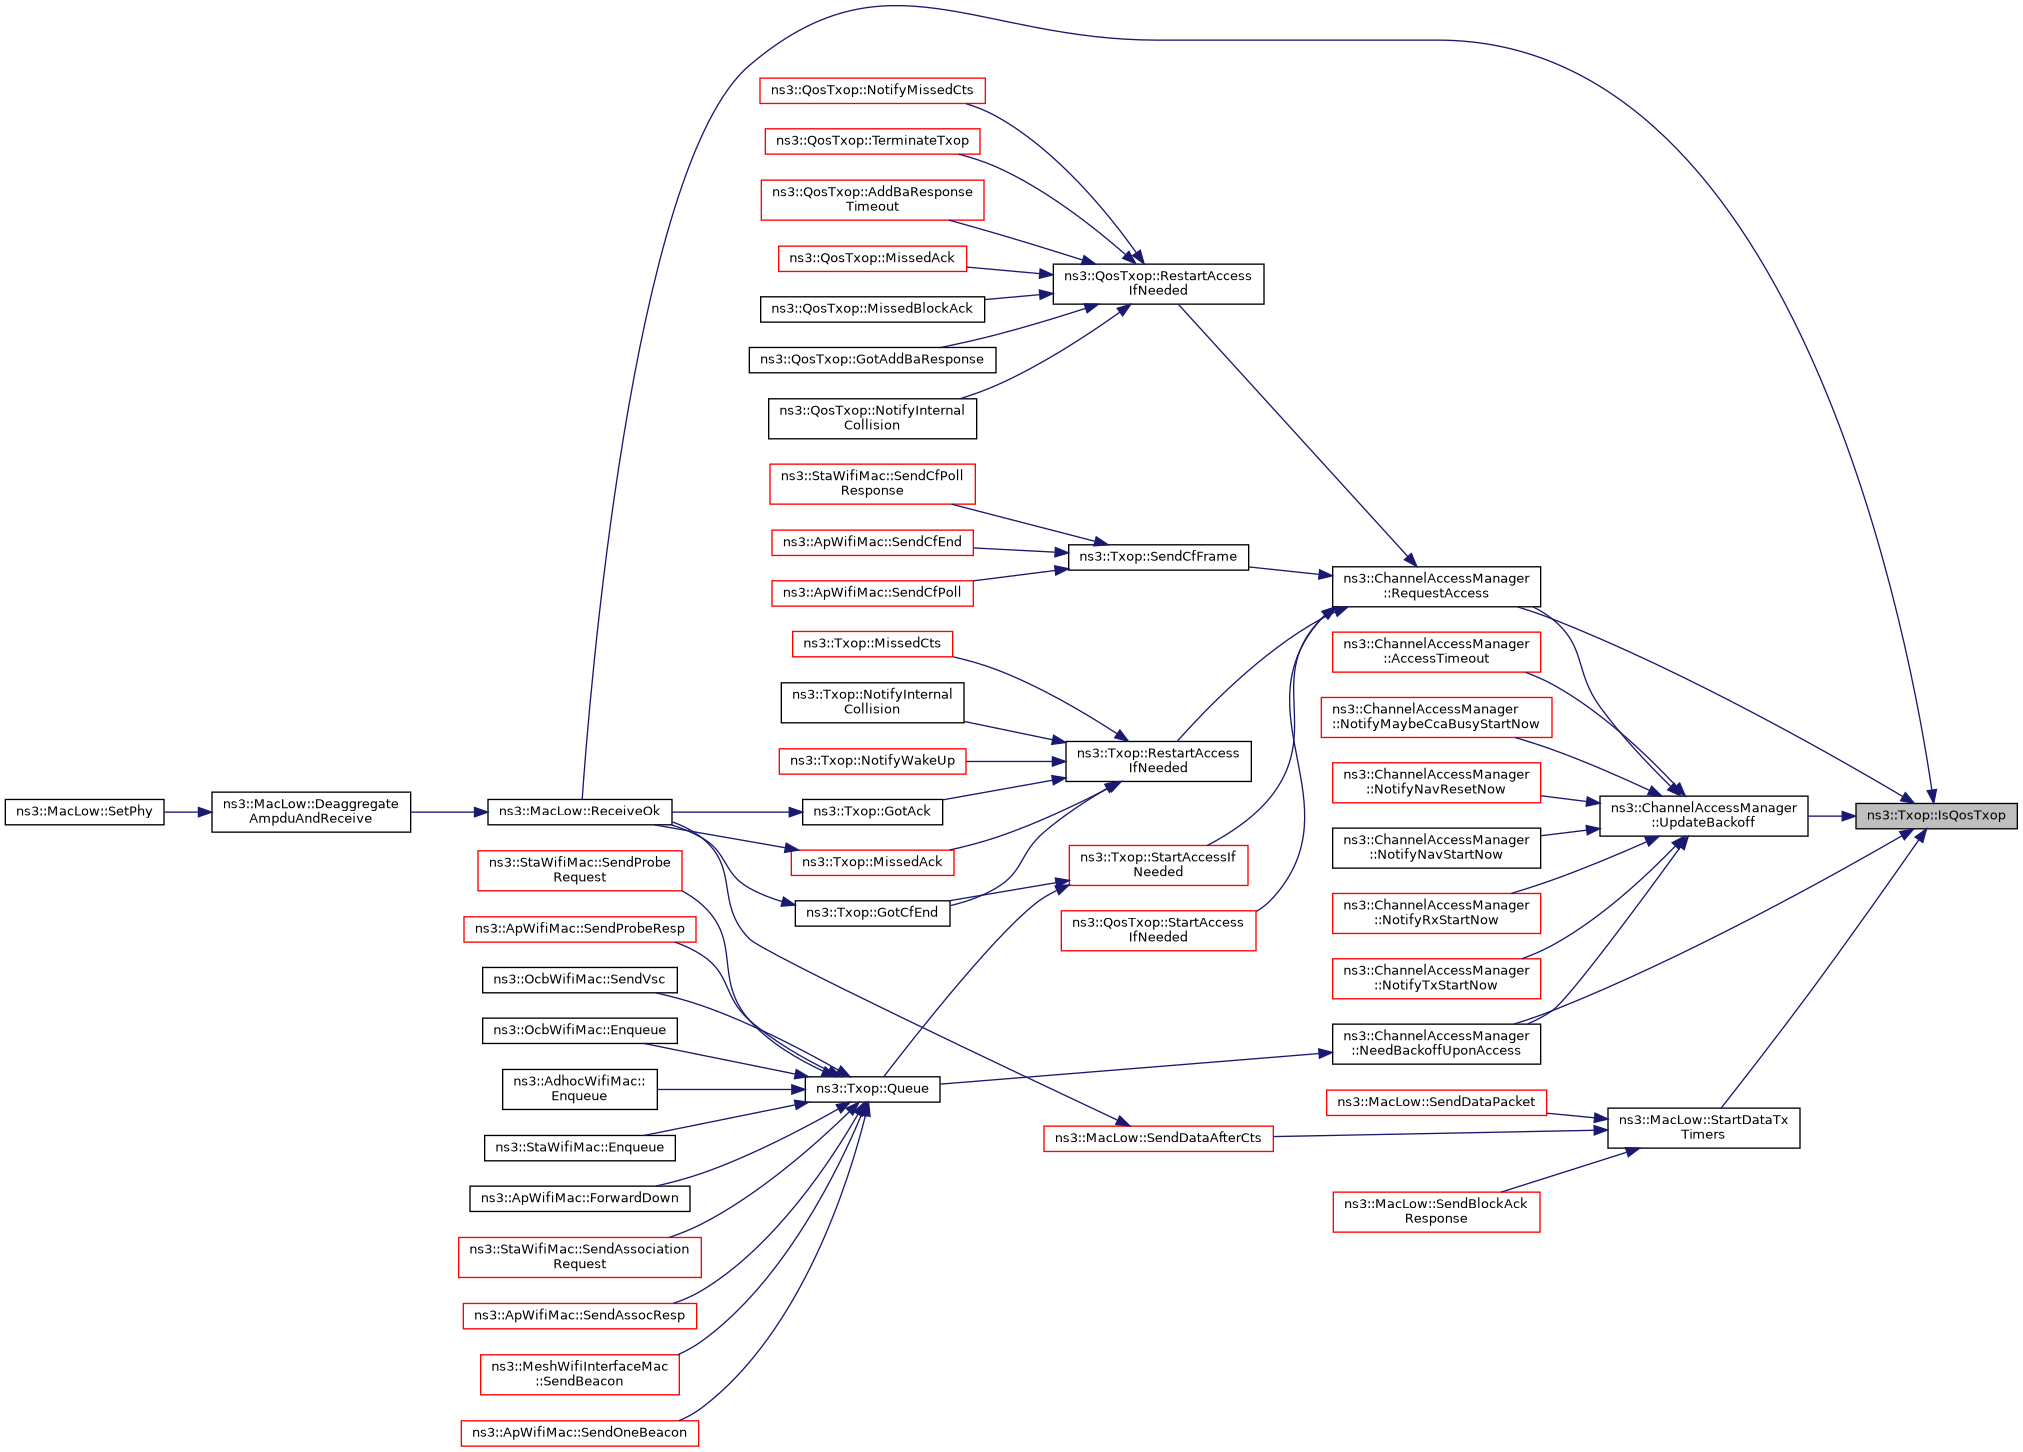 ns3::QosTxop::NotifyMissedCts
ns3::QosTxop::TerminateTxop
ns3::QosTxop::AddBaResponse
Timeout
ns3::QosTxop::MissedAck
ns3::QosTxop::MissedBlockAck
ns3::QosTxop::GotAddBaResponse
ns3::QosTxop::NotifyInternal
Collision
ns3::QosTxop::RestartAccess
IfNeeded
ns3::StaWifiMac::SendCfPoll
Response
ns3::ApWifiMac::SendCfEnd
ns3::ApWifiMac::SendCfPoll
ns3::Txop::SendCfFrame
ns3::Txop::MissedCts
ns3::Txop::NotifyInternal
Collision
ns3::Txop::NotifyWakeUp
ns3::Txop::GotAck
ns3::Txop::MissedAck
ns3::Txop::GotCfEnd
ns3::Txop::RestartAccess
IfNeeded
ns3::Txop::StartAccessIf
Needed
ns3::QosTxop::StartAccess
IfNeeded
ns3::ChannelAccessManager
::RequestAccess
ns3::ChannelAccessManager
::AccessTimeout
ns3::ChannelAccessManager
::NotifyMaybeCcaBusyStartNow
ns3::ChannelAccessManager
::NotifyNavResetNow
ns3::ChannelAccessManager
::NotifyNavStartNow
ns3::ChannelAccessManager
::NotifyRxStartNow
ns3::ChannelAccessManager
::NotifyTxStartNow
ns3::ChannelAccessManager
::NeedBackoffUponAccess
ns3::ChannelAccessManager
::UpdateBackoff
ns3::Txop::IsQosTxop
ns3::MacLow::SetPhy
ns3::MacLow::Deaggregate
AmpduAndReceive
ns3::MacLow::ReceiveOk
ns3::StaWifiMac::SendProbe
Request
ns3::ApWifiMac::SendProbeResp
ns3::OcbWifiMac::SendVsc
ns3::OcbWifiMac::Enqueue
ns3::AdhocWifiMac::
Enqueue
ns3::StaWifiMac::Enqueue
ns3::ApWifiMac::ForwardDown
ns3::StaWifiMac::SendAssociation
Request
ns3::ApWifiMac::SendAssocResp
ns3::MeshWifiInterfaceMac
::SendBeacon
ns3::ApWifiMac::SendOneBeacon
ns3::Txop::Queue
ns3::MacLow::SendDataAfterCts
ns3::MacLow::SendDataPacket
ns3::MacLow::SendBlockAck
Response
ns3::MacLow::StartDataTx
Timers